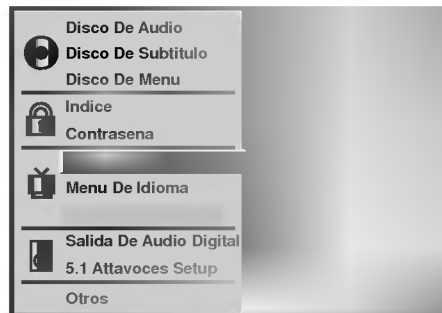 Disco De Audio
Disco De Subtitulo
Disco De Menu
Indice
Contrasena
Menu De Idioma
Salida De Audio Digital
5.1 Attavoces Setup
Otros